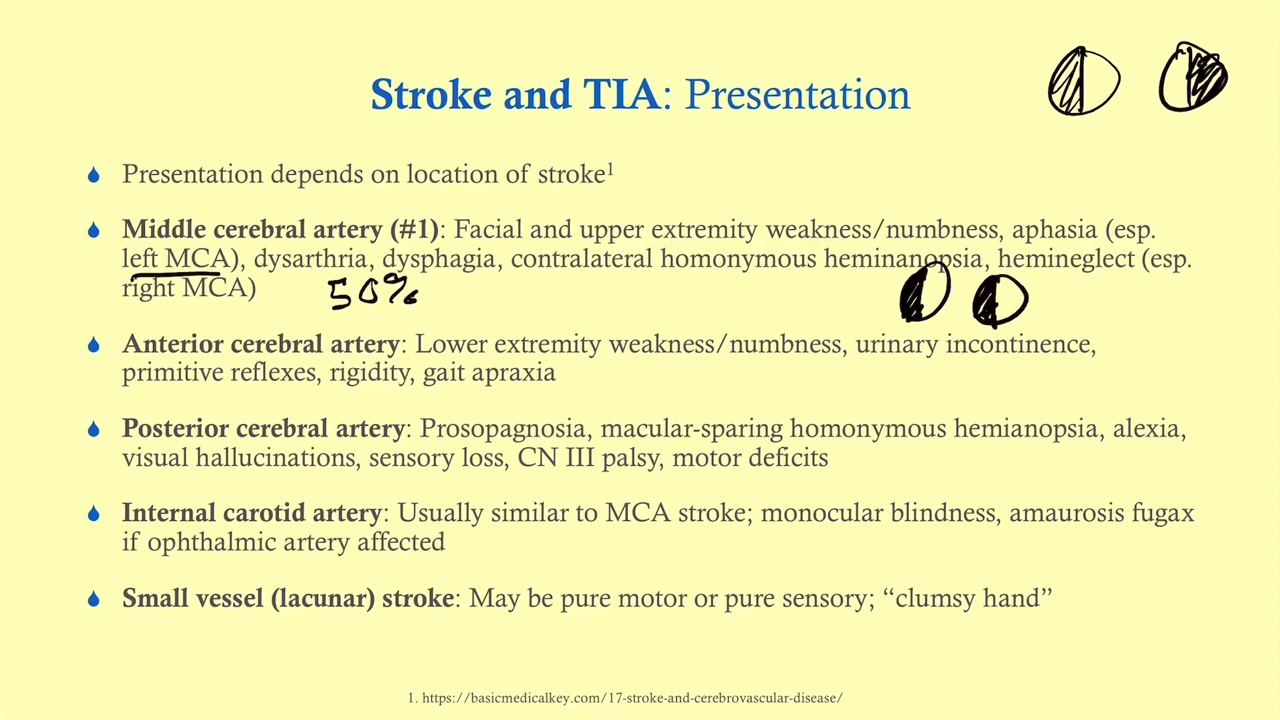 Stroke and TIA: Presentation
Presentation depends on location of stroke1
Middle cerebral artery (#1): Facial and upper extremity weakness/numbness, aphasia (esp.
left MCA), dysarthria, dysphagia, contralateral homonymous heminanopsia, hemineglect (esp.
right MCA)
50%
Anterior cerebral artery: Lower extremity weakness/numbness, urinary incontinence,
primitive reflexes, rigidity, gait apraxia
Posterior cerebral artery: Prosopagnosia, macular-sparing homonymous hemianopsia, alexia,
visual hallucinations, sensory loss, CN III palsy, motor deficits
Internal carotid artery: Usually similar to MCA stroke; monocular blindness, amaurosis fugax
if ophthalmic artery affected
Small vessel (lacunar) stroke: May be pure motor or pure sensory; “clumsy hand”
1. https://basicmedicalkey.com/17-stroke-and-cerebrovascular-disease/